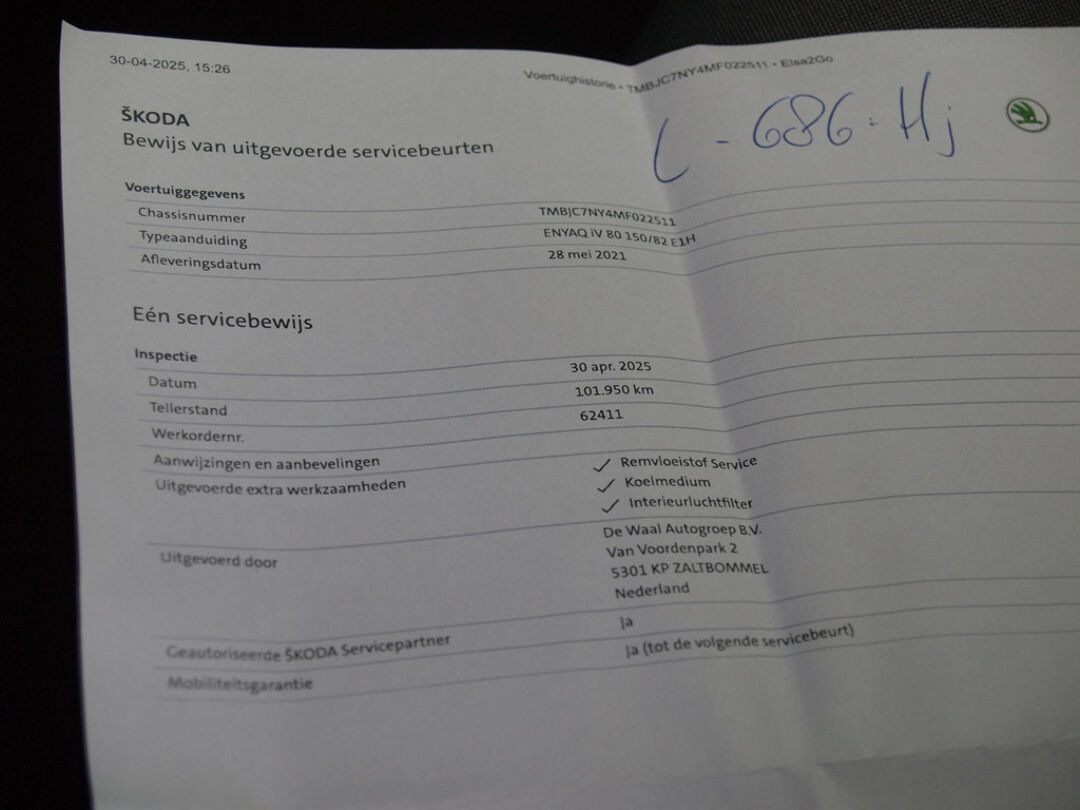 30-04-2025, 15:26
Voertuighistorie • TMBJC7NY4MF022511 • Elsa2Go
L - 686 - Hj
ŠKODA
Bewijs van uitgevoerde servicebeurten
Voertuiggegevens
Chassisnummer TMBJC7NY4MF022511
Typeaanduiding ENYAQ iV 80 150/82 E1H
Afleveringsdatum 28 mei 2021
Eén servicebewijs
Inspectie
Datum 30 apr. 2025
Tellerstand 101.950 km
Werkordernr. 62411
Aanwijzingen en aanbevelingen
Uitgevoerde extra werkzaamheden ✓ Remvloeistof Service
✓ Koelmedium
✓ Interieurluchtfilter
Uitgevoerd door De Waal Autogroep B.V.
Van Voordenpark 2
5301 KP ZALTBOMMEL
Nederland
Geautoriseerde ŠKODA Servicepartner Ja
Mobiliteitsgarantie Ja (tot de volgende servicebeurt)